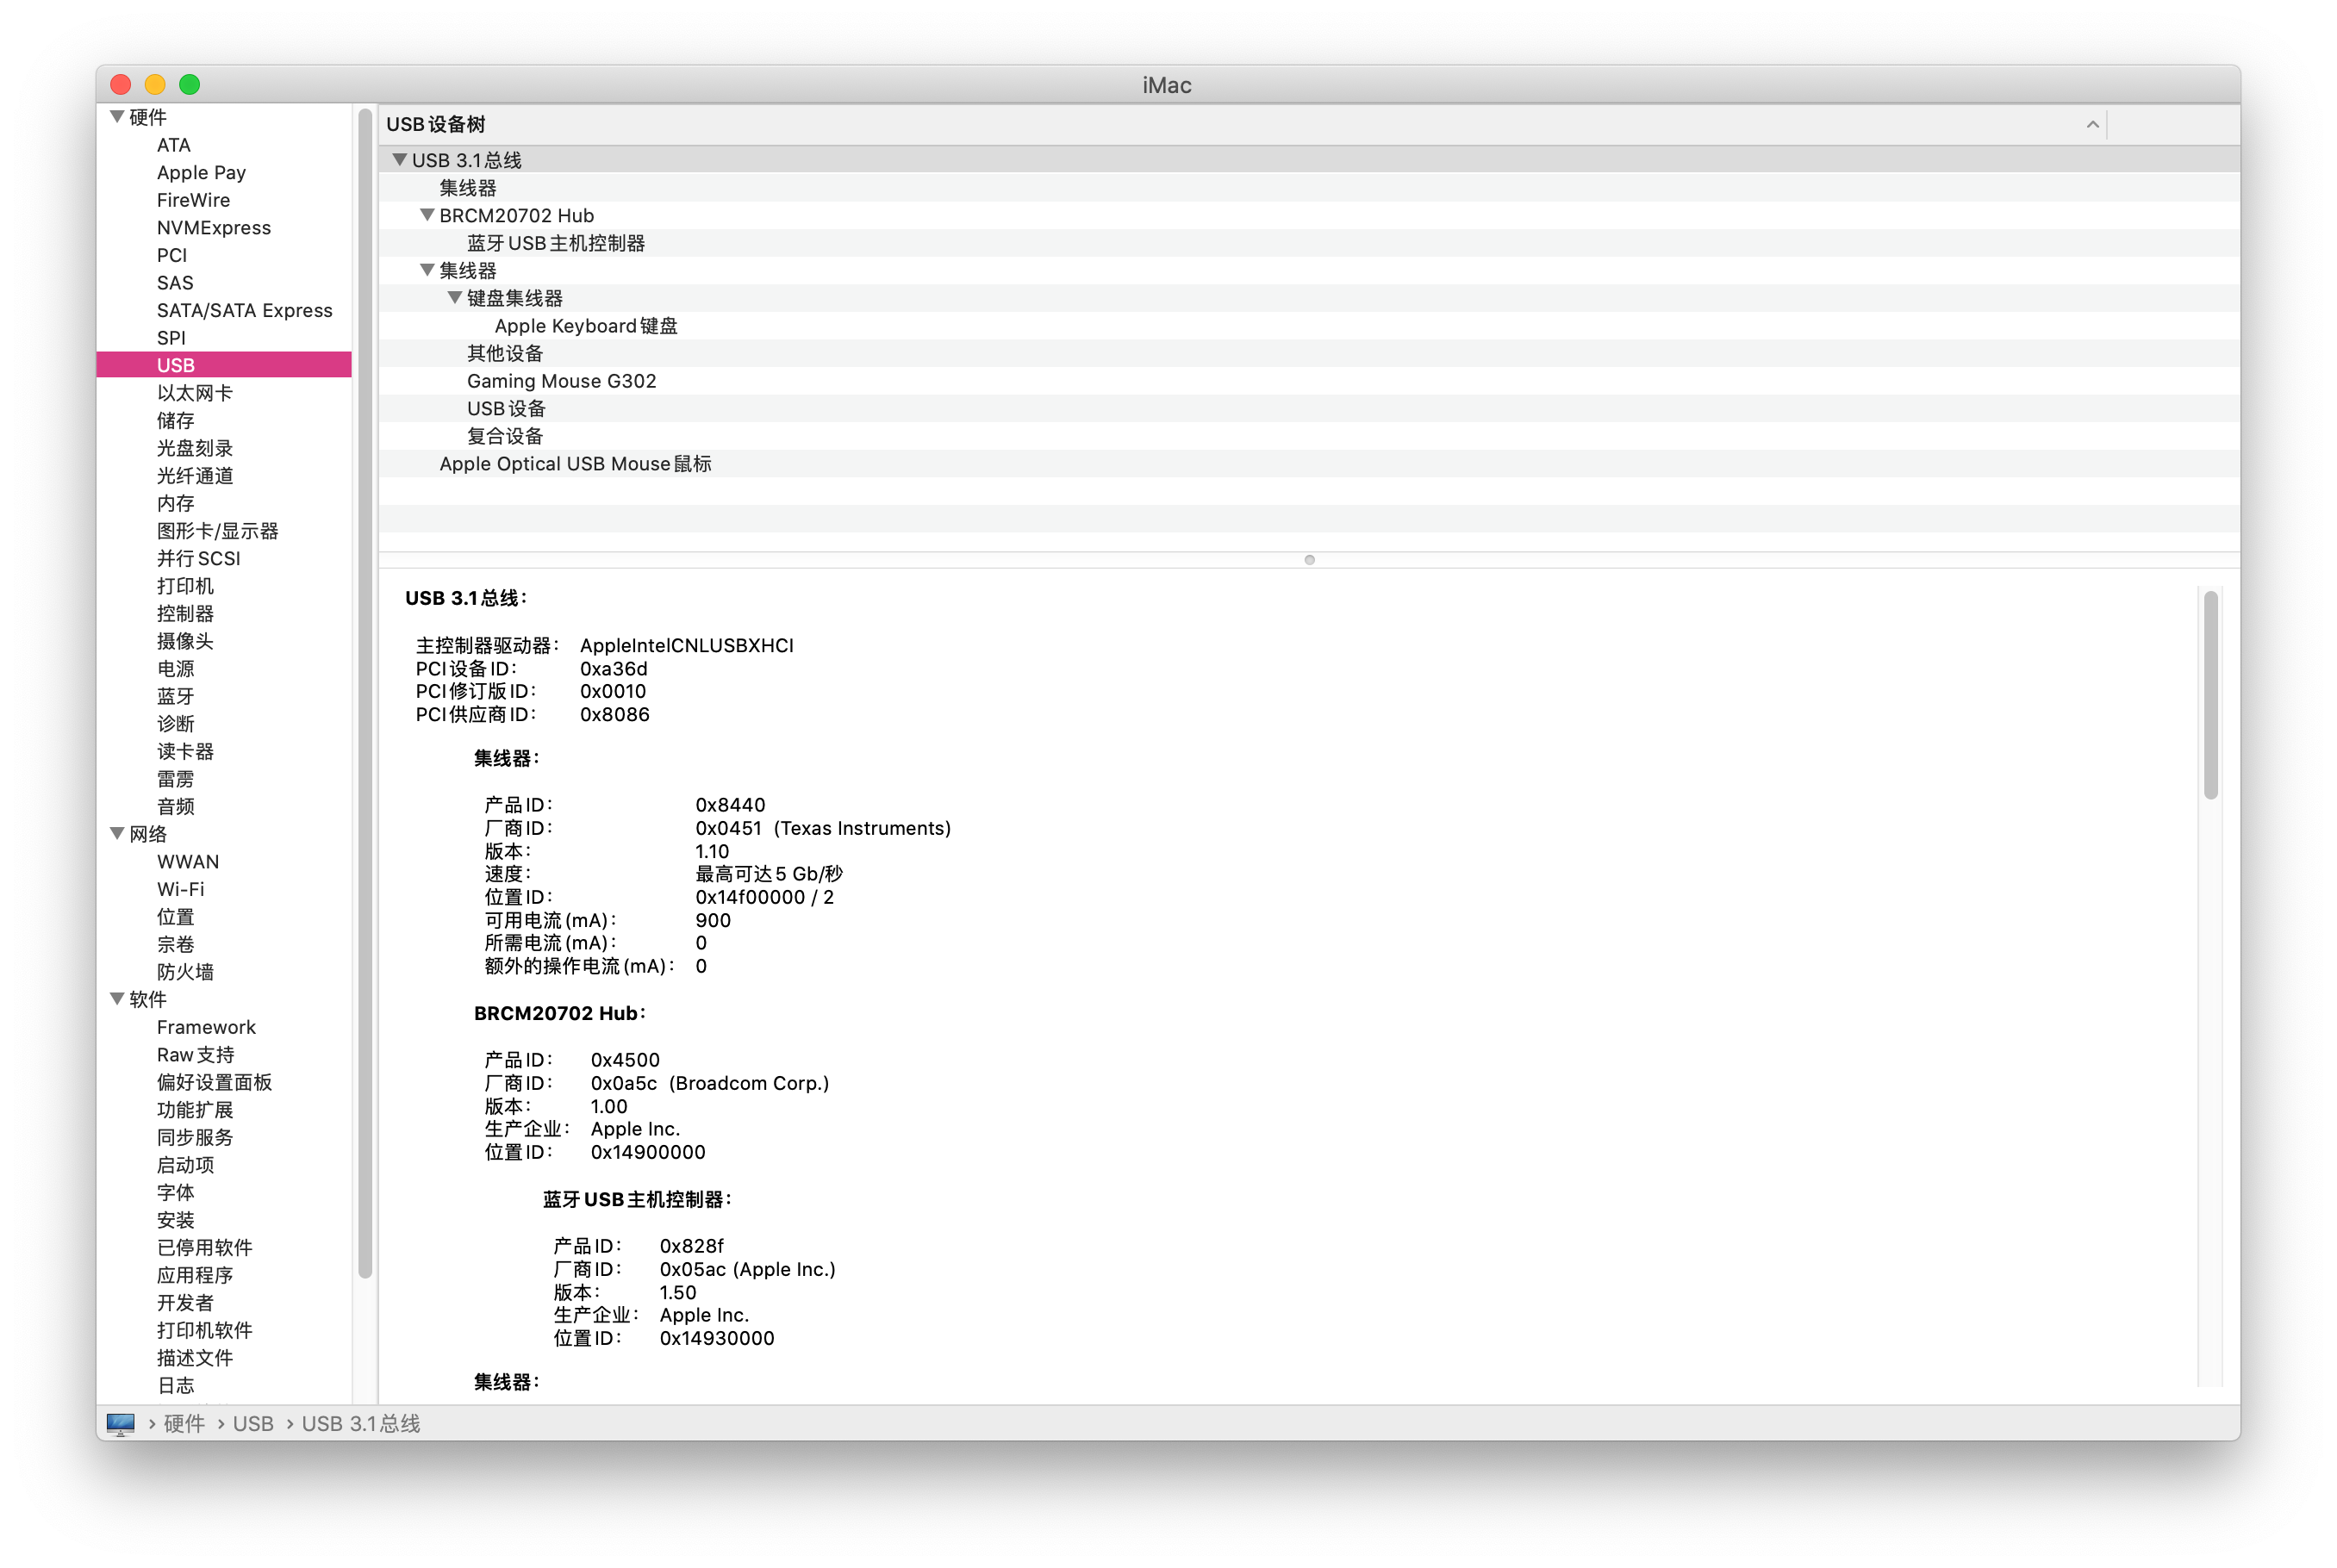 iMac
硬件
ATA
Apple Pay
FireWire
NVMExpress
PCI
SAS
SATA/SATA Express
SPI
USB
以太网卡
储存
光盘刻录
光纤通道
内存
图形卡/显示器
并行 SCSI
打印机
控制器
摄像头
电源
蓝牙
诊断
读卡器
雷雳
音频
网络
WWAN
Wi-Fi
位置
宗卷
防火墙
软件
Framework
Raw 支持
偏好设置面板
功能扩展
同步服务
启动项
字体
安装
已停用软件
应用程序
开发者
打印机软件
描述文件
日志
USB 设备树
USB 3.1 总线
集线器
BRCM20702 Hub
蓝牙 USB 主机控制器
集线器
键盘集线器
Apple Keyboard 键盘
其他设备
Gaming Mouse G302
USB 设备
复合设备
Apple Optical USB Mouse 鼠标
USB 3.1 总线:
主控制器驱动器: AppleIntelCNLUSBXHCI
PCI 设备 ID: 0xa36d
PCI 修订版 ID: 0x0010
PCI 供应商 ID: 0x8086
集线器:
产品 ID: 0x8440
厂商 ID: 0x0451 (Texas Instruments)
版本: 1.10
速度: 最高可达 5 Gb/秒
位置 ID: 0x14f00000 / 2
可用电流 (mA): 900
所需电流 (mA): 0
额外的操作电流 (mA): 0
BRCM20702 Hub:
产品 ID: 0x4500
厂商 ID: 0x0a5c (Broadcom Corp.)
版本: 1.00
生产企业: Apple Inc.
位置 ID: 0x14900000
蓝牙 USB 主机控制器:
产品 ID: 0x828f
厂商 ID: 0x05ac (Apple Inc.)
版本: 1.50
生产企业: Apple Inc.
位置 ID: 0x14930000
集线器:
› 硬件 › USB › USB 3.1 总线